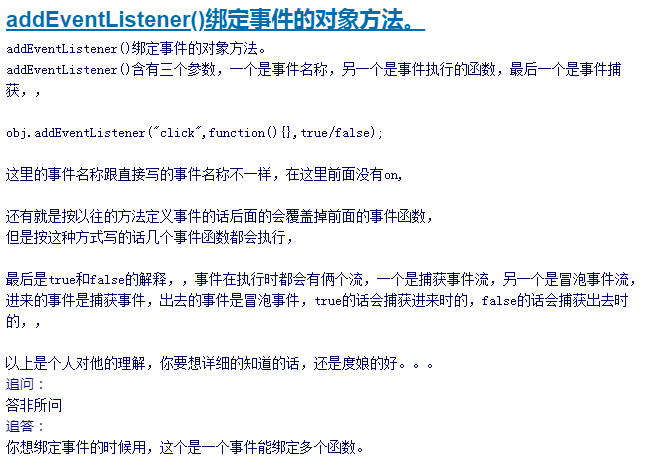 addEventListener()绑定事件的对象方法。
addEventListener()绑定事件的对象方法。
addEventListener()含有三个参数，一个是事件名称，另一个是事件执行的函数，最后一个是事件捕
获，，
obj.addEventListener("click",function(){},true/false);
这里的事件名称跟直接写的事件名称不一样，在这里前面没有on,
还有就是按以往的方法定义事件的话后面的会覆盖掉前面的事件函数，
但是按这种方式写的话几个事件函数都会执行，
最后是true和false的解释，，事件在执行时都会有俩个流，一个是捕获事件流，另一个是冒泡事件流，
进来的事件是捕获事件，出去的事件是冒泡事件，true的话会捕获进来时的，false的话会捕获出去时
的，，
以上是个人对他的理解，你要想详细的知道的话，还是度娘的好。。。
追问：
答非所问
追答：
你想绑定事件的时候用，这个是一个事件能绑定多个函数。